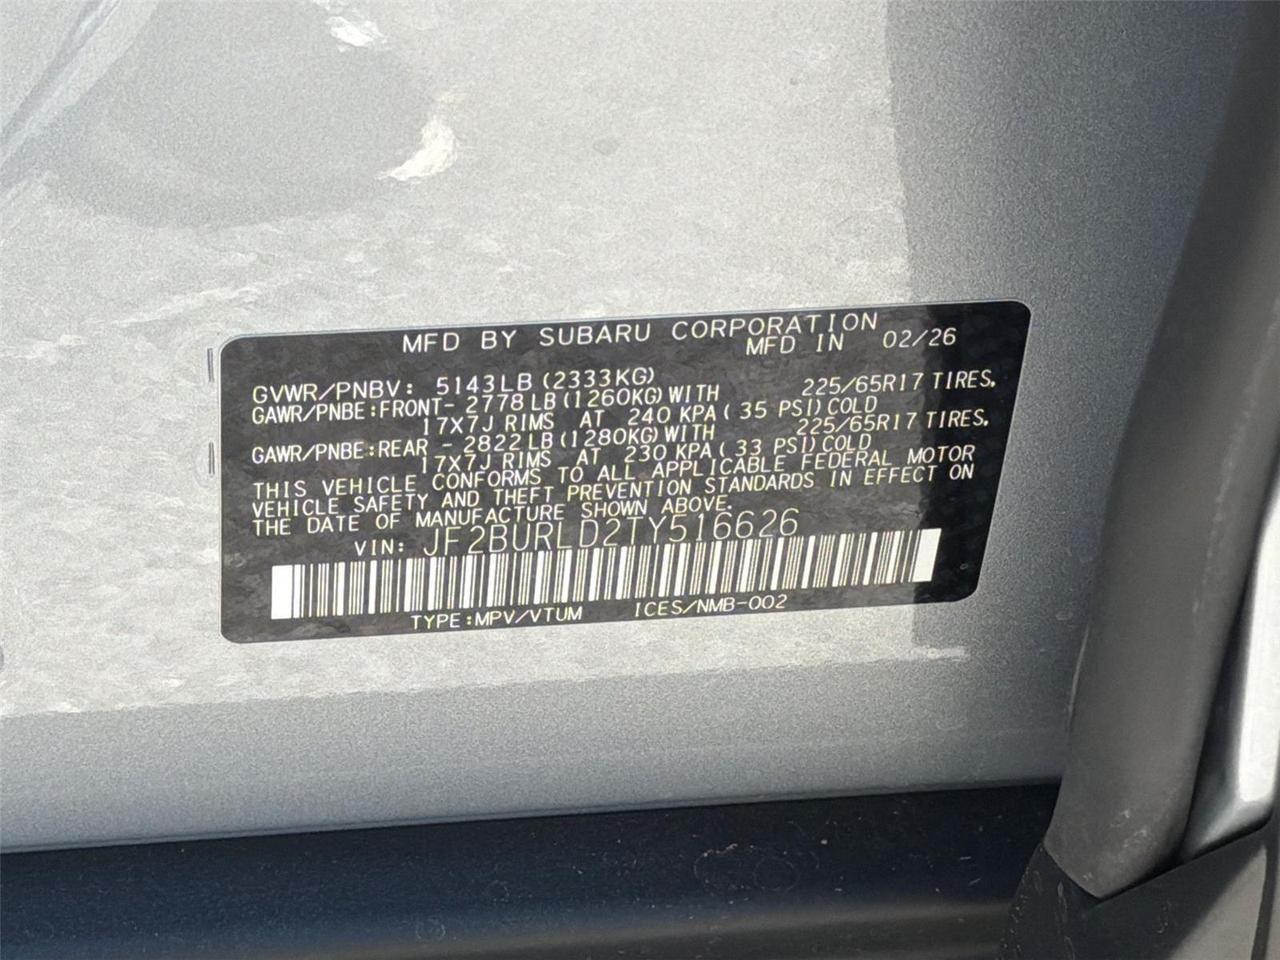 MFD BY SUBARU CORPORATION
MFD IN 02/26
GVWR/PNBV: 5143LB(2333KG)
GAWR/PNBE:FRONT- 2778LB(1260KG)WITH 225/65R17 TIRES,
17X7J RIMS AT 240 KPA( 35 PSI)COLD
GAWR/PNBE:REAR - 2822LB(1280KG)WITH 225/65R17 TIRES,
17X7J RIMS AT 230 KPA( 33 PSI)COLD
THIS VEHICLE CONFORMS TO ALL APPLICABLE FEDERAL MOTOR
VEHICLE SAFETY AND THEFT PREVENTION STANDARDS IN EFFECT ON
THE DATE OF MANUFACTURE SHOWN ABOVE.
VIN: JF2BURLD2TY516626
TYPE:MPV/VTUM ICES/NMB-002